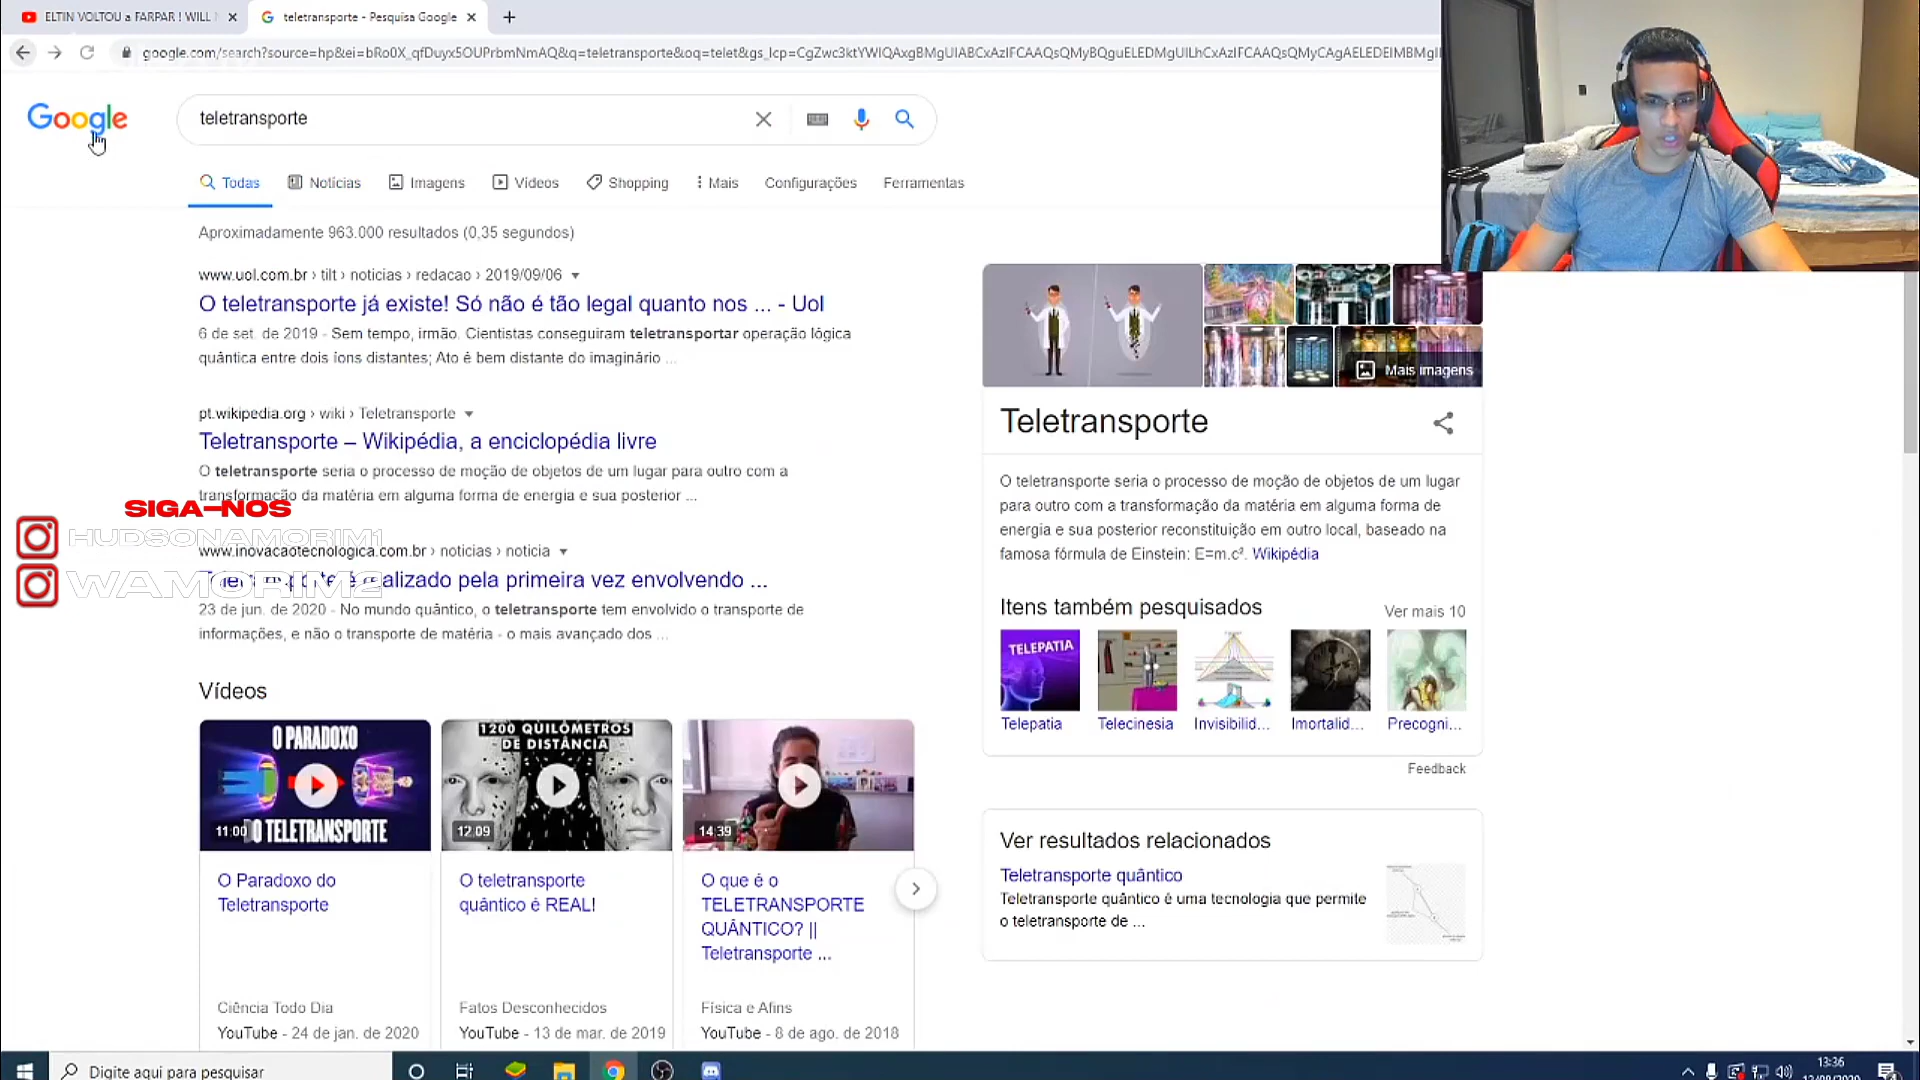 ELTIN VOLTOU a FARPAR ! WILL
teletransporte - Pesquisa Google
google.com/search?source=hp&ei=bRo0X_qfDuyx5OUPrbmNmAQ&q=teletransporte&oq=telet&gs_lcp=CgZwc3ktYWIQAxgBMgUIABCxAzIFCAAQsQMyBQguELEDMgUILhCxAzIFCAAQsQMyCAgAELEDEIMBMgI
Google
teletransporte
Todas
Notícias
Imagens
Vídeos
Shopping
Mais
Configurações
Ferramentas
Aproximadamente 963.000 resultados (0,35 segundos)
www.uol.com.br › tilt › noticias › redacao › 2019/09/06
O teletransporte já existe! Só não é tão legal quanto nos ... - Uol
6 de set. de 2019 - Sem tempo, irmão. Cientistas conseguiram teletransportar operação lógica
quântica entre dois íons distantes; Ato é bem distante do imaginário ...
pt.wikipedia.org › wiki › Teletransporte
Teletransporte – Wikipédia, a enciclopédia livre
O teletransporte seria o processo de moção de objetos de um lugar para outro com a
transformação da matéria em alguma forma de energia e sua posterior ...
SIGA-NOS
HUDSONAMORIM1
www.inovacaotecnologica.com.br › noticias › noticia
WAMORIM2
Teletransporte é realizado pela primeira vez envolvendo ...
23 de jun. de 2020 - No mundo quântico, o teletransporte tem envolvido o transporte de
informações, e não o transporte de matéria - o mais avançado dos ...
Vídeos
O PARADOXO
O TELETRANSPORTE
11:00
1200 QUILÔMETROS
DE DISTÂNCIA
12:09
14:39
O Paradoxo do
Teletransporte
Ciência Todo Dia
YouTube - 24 de jan. de 2020
O teletransporte
quântico é REAL!
Fatos Desconhecidos
YouTube - 13 de mar. de 2019
O que é o
TELETRANSPORTE
QUÂNTICO? ||
Teletransporte ...
Física e Afins
YouTube - 8 de ago. de 2018
Mais imagens
Teletransporte
O teletransporte seria o processo de moção de objetos de um lugar
para outro com a transformação da matéria em alguma forma de
energia e sua posterior reconstituição em outro local, baseado na
famosa fórmula de Einstein: E=m.c². Wikipédia
Itens também pesquisados
Ver mais 10
TELEPATIA
Telepatia
Telecinesia
Invisibilid...
Imortalid...
Precogni...
Feedback
Ver resultados relacionados
Teletransporte quântico
Teletransporte quântico é uma tecnologia que permite
o teletransporte de ...
Digite aqui para pesquisar
13:36